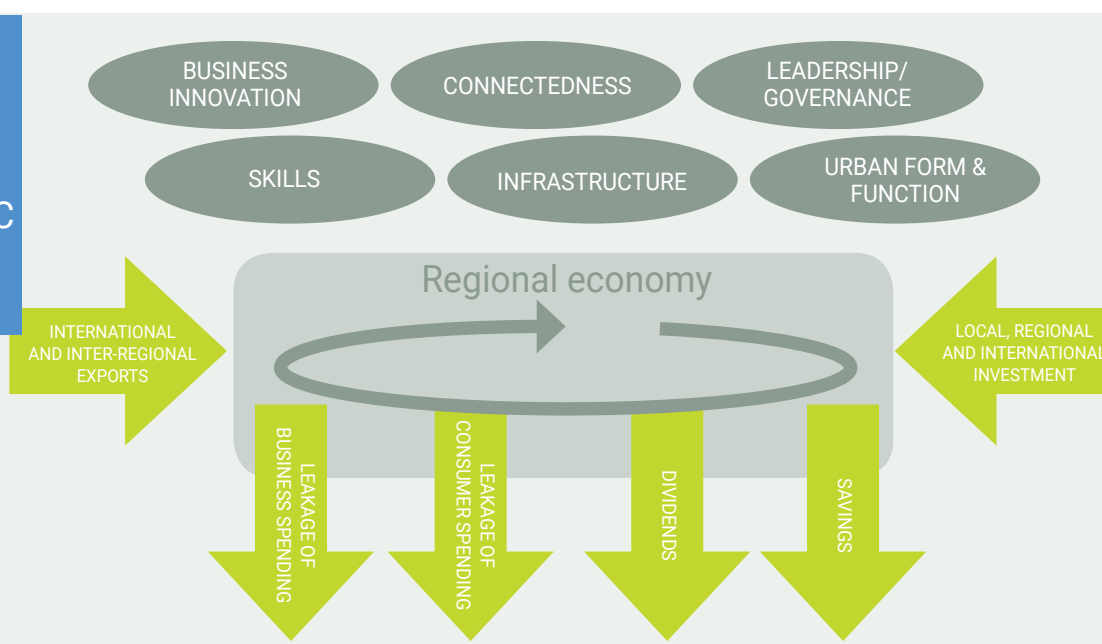 BUSINESS
INNOVATION
CONNECTEDNESS
LEADERSHIP/
GOVERNANCE
SKILLS
INFRASTRUCTURE
URBAN FORM &
FUNCTION
C
Regional economy
INTERNATIONAL
AND INTER-REGIONAL
EXPORTS
LOCAL, REGIONAL
AND INTERNATIONAL
INVESTMENT
LEAKAGE OF
BUSINESS SPENDING
LEAKAGE OF
CONSUMER SPENDING
DIVIDENDS
SAVINGS